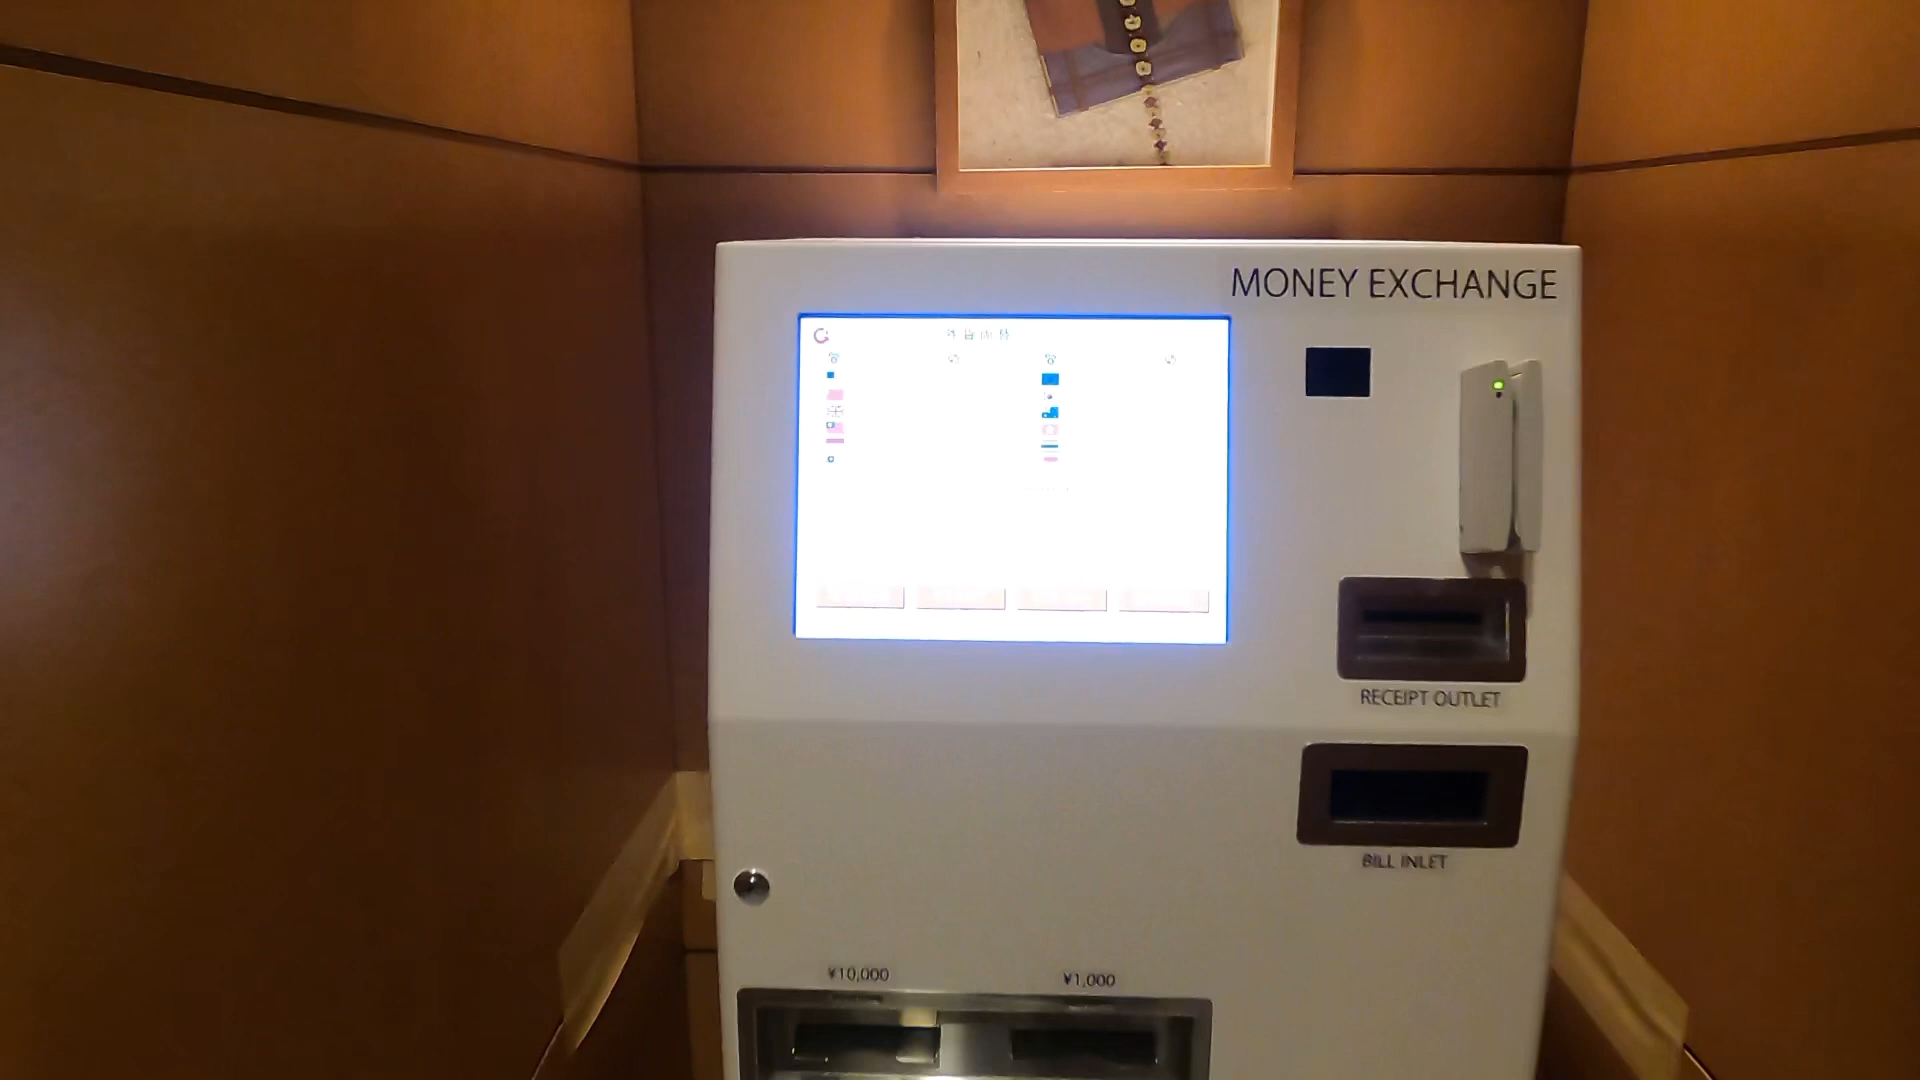 MONEY EXCHANGE
RECEIPT OUTLET
BILL INLET
¥10,000
¥1,000